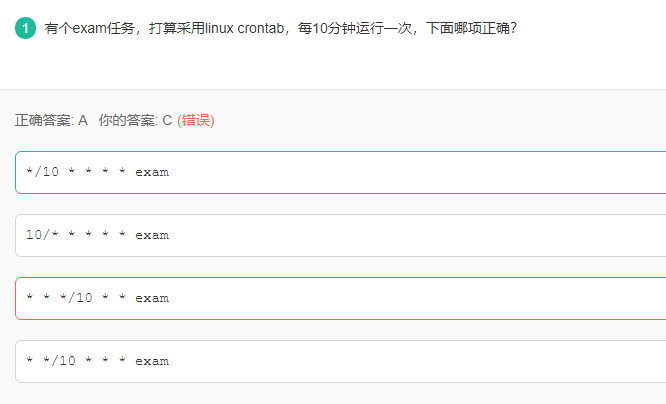 1 有个exam任务，打算采用linux crontab，每10分钟运行一次，下面哪项正确？
正确答案: A 你的答案: C (错误)
*/10 * * * * exam
10/* * * * * exam
* * */10 * * exam
* */10 * * * exam